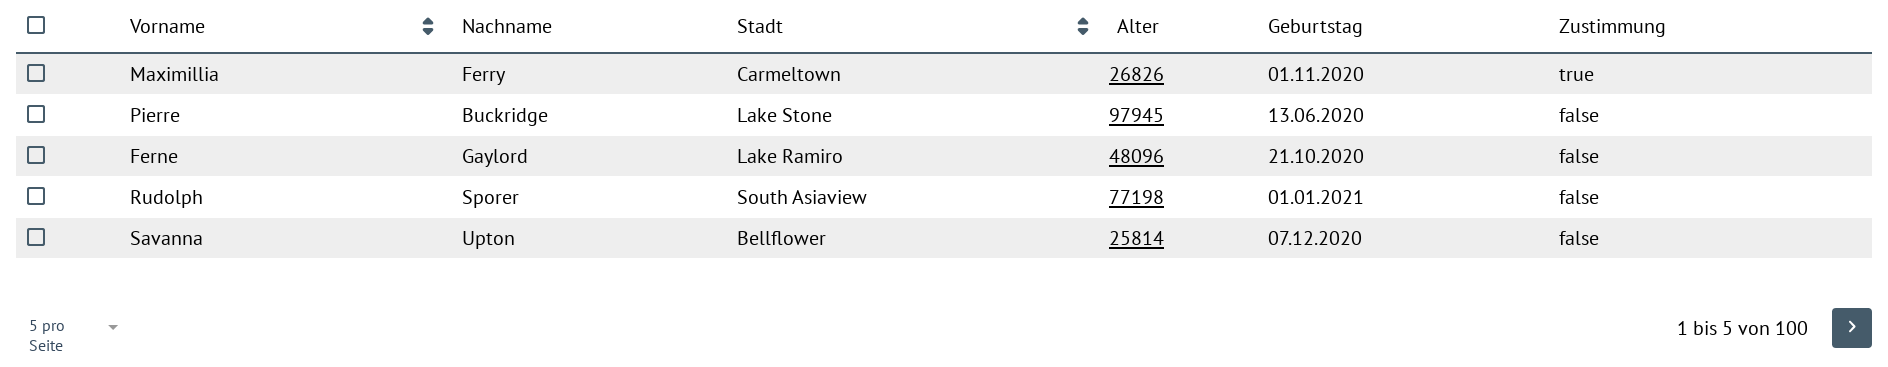 Vorname Nachname Stadt Alter Geburtstag Zustimmung
Maximillia Ferry Carmeltown 26826 01.11.2020 true
Pierre Buckridge Lake Stone 97945 13.06.2020 false
Ferne Gaylord Lake Ramiro 48096 21.10.2020 false
Rudolph Sporer South Asiaview 77198 01.01.2021 false
Savanna Upton Bellflower 25814 07.12.2020 false
5 pro
Seite
1 bis 5 von 100